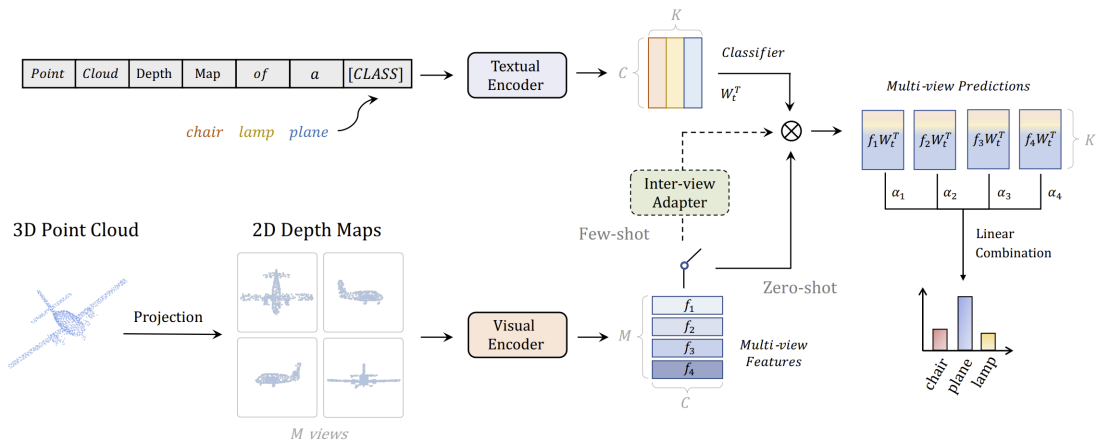 Point Cloud Depth Map of a [CLASS]
chair lamp plane
Textual
Encoder
K
C
Classifier
W_t^T
Multi-view Predictions
f_1W_t^T f_2W_t^T f_3W_t^T f_4W_t^T
K
α_1 α_2 α_3 α_4
Linear
Combination
Inter-view
Adapter
Few-shot
Zero-shot
3D Point Cloud
Projection
2D Depth Maps
M views
Visual
Encoder
M
f_1
f_2
f_3
f_4
C
Multi-view
Features
chair
plane
lamp